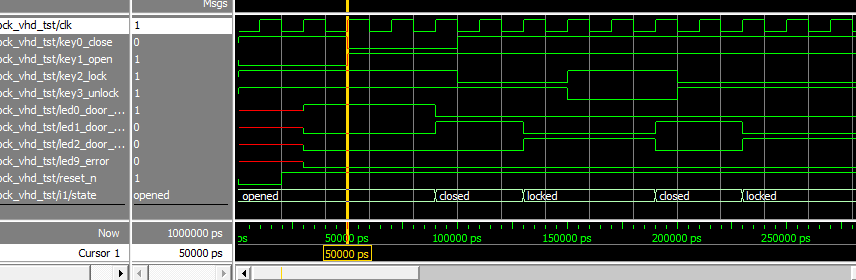 Msgs
ock_vhd_tst/clk 1
ock_vhd_tst/key0_close 0
ock_vhd_tst/key1_open 1
ock_vhd_tst/key2_lock 1
ock_vhd_tst/key3_unlock 1
ock_vhd_tst/led0_door_... 1
ock_vhd_tst/led1_door_... 0
ock_vhd_tst/led2_door_... 0
ock_vhd_tst/led9_error 0
ock_vhd_tst/reset_n 1
ock_vhd_tst/i1/state opened opened closed locked closed locked
Now 1000000 ps ps 50000 ps 100000 ps 150000 ps 200000 ps 250000 ps
Cursor 1 50000 ps 50000 ps